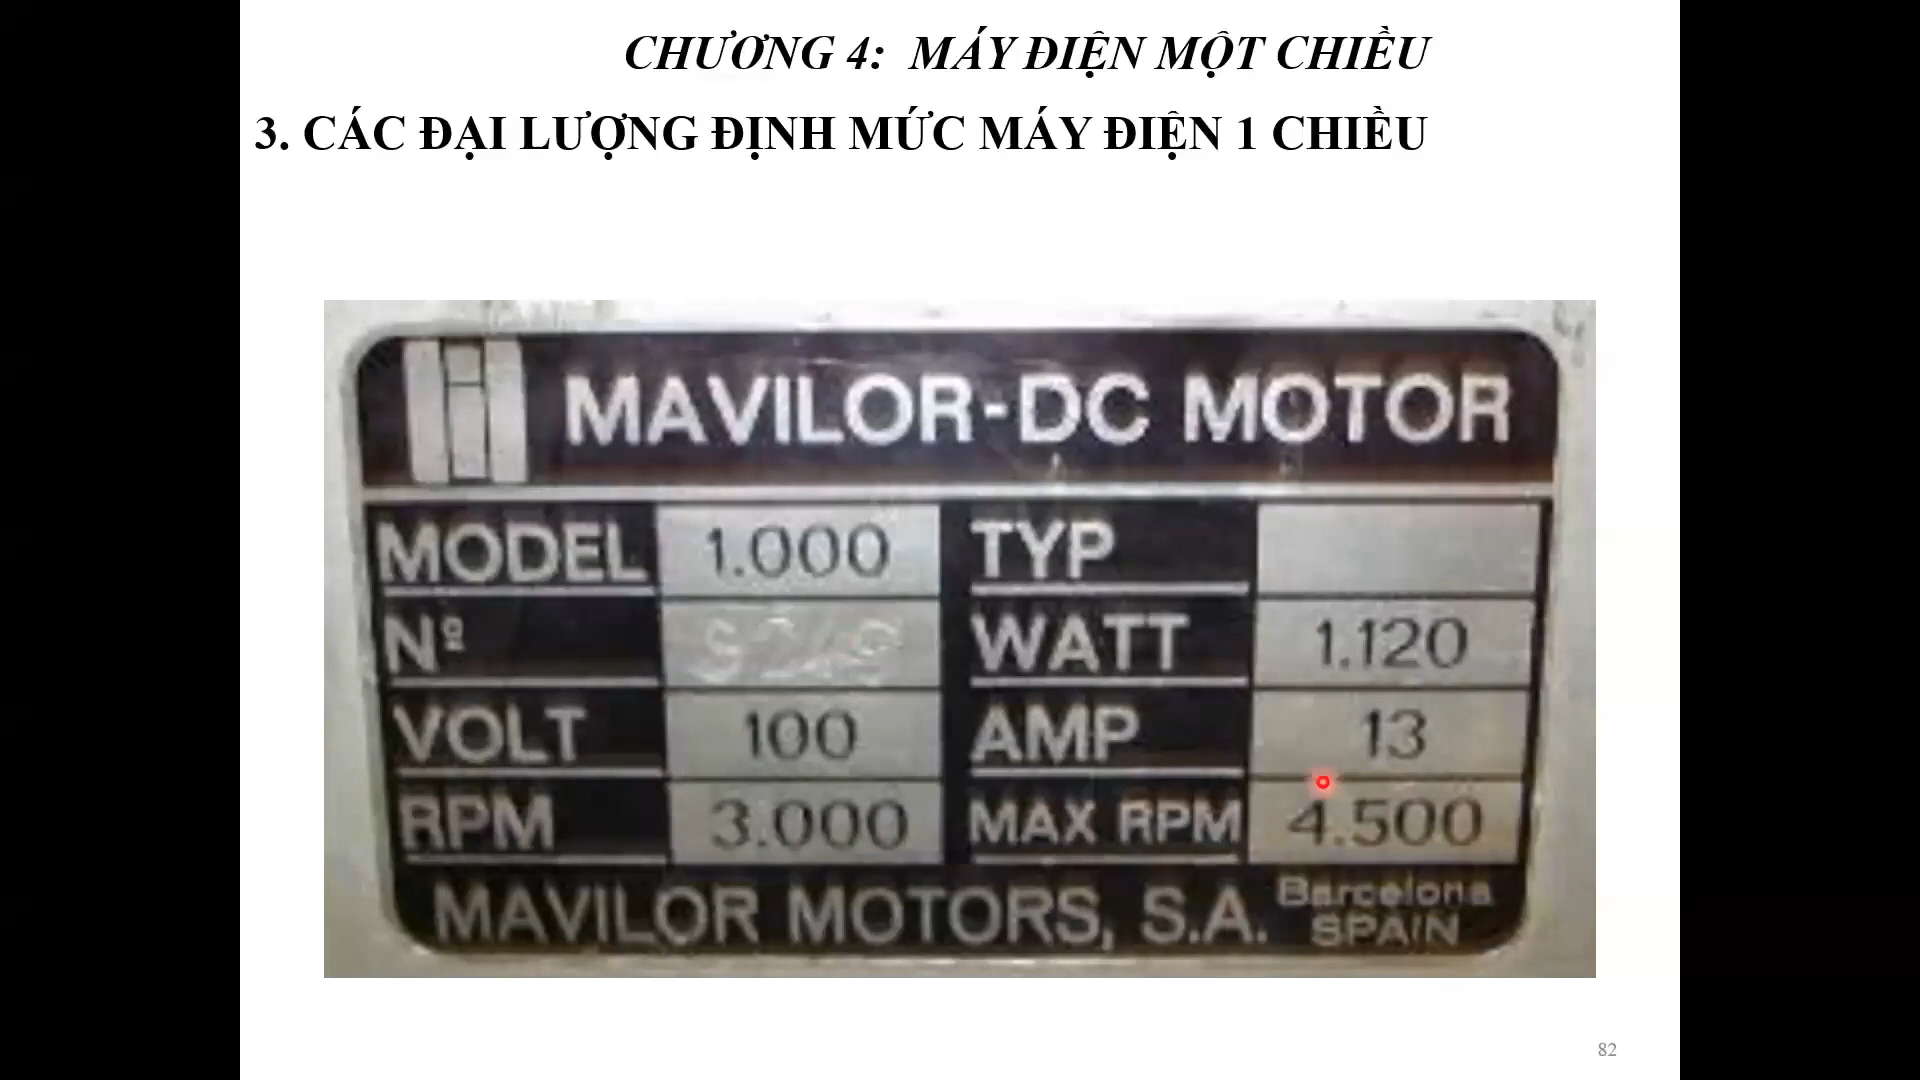 CHƯƠNG 4: MÁY ĐIỆN MỘT CHIỀU
3. CÁC ĐẠI LƯỢNG ĐỊNH MỨC MÁY ĐIỆN 1 CHIỀU
MAVILOR-DC MOTOR
MODEL 1.000 TYP
Nº WATT 1.120
VOLT 100 AMP 13
RPM 3.000 MAX RPM 4.500
MAVILOR MOTORS, S.A. Barcelona
SPAIN
82